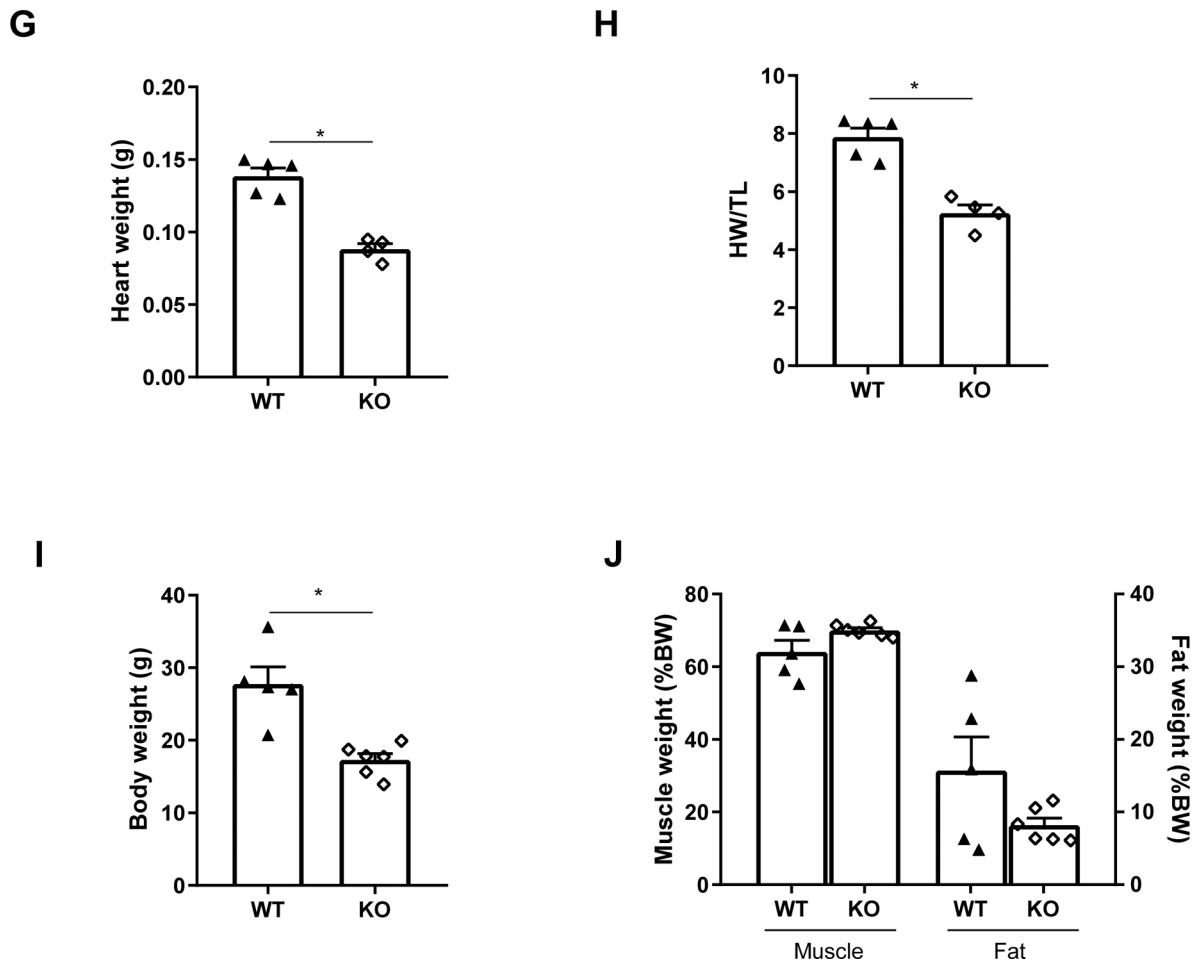 G
Heart weight (g)
0.20
0.15
0.10
0.05
0.00
*
WT KO
H
HW/TL
10
8
6
4
2
0
*
WT KO
I
Body weight (g)
40
30
20
10
0
*
WT KO
J
Muscle weight (%BW)
80
60
40
20
0
40
30
20
10
0
Fat weight (%BW)
WT KO WT KO
Muscle Fat